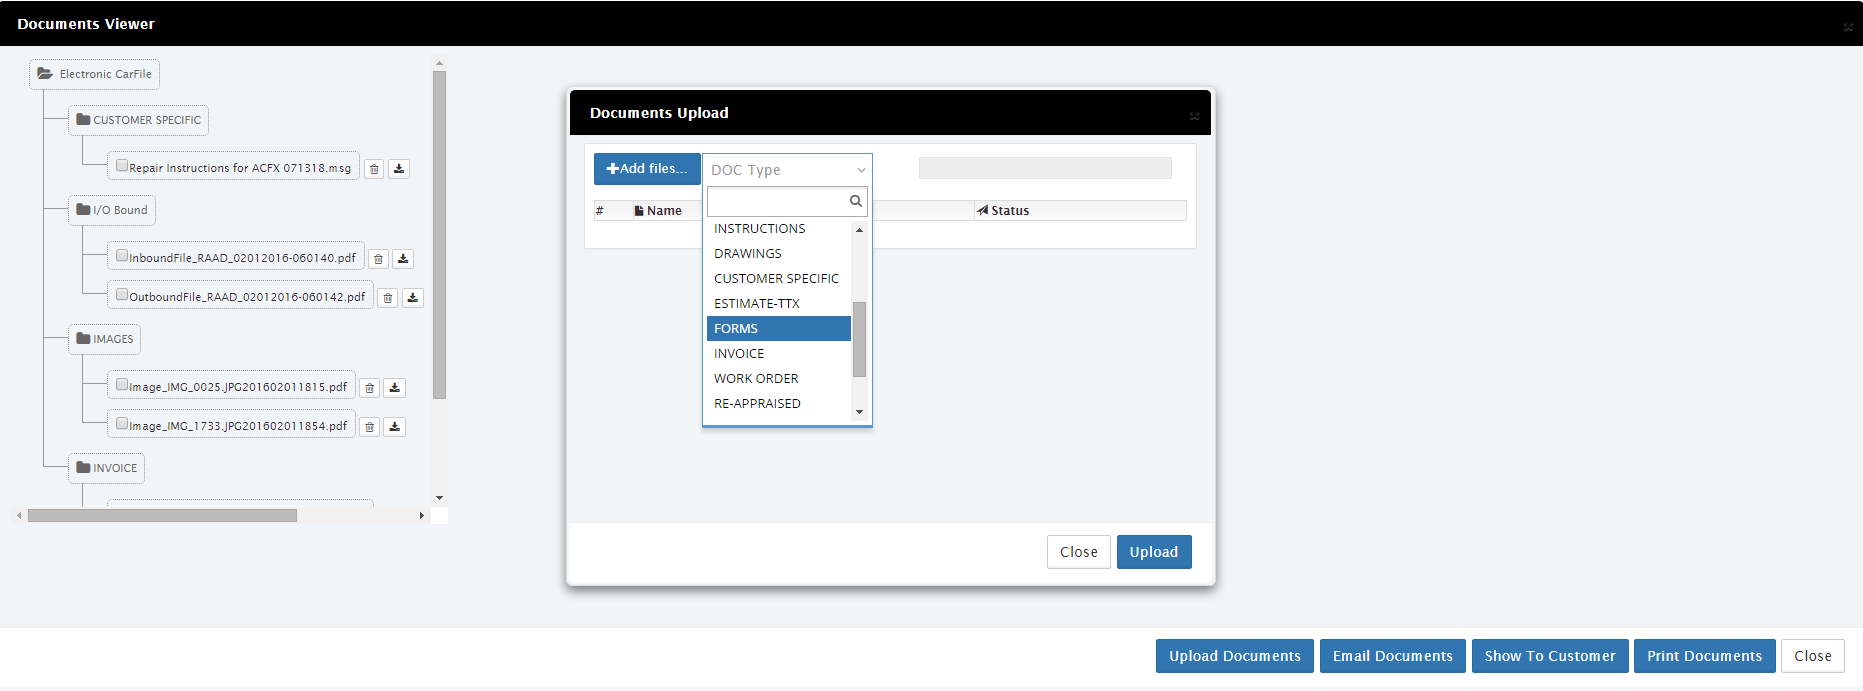 Documents Viewer
Electronic CarFile
CUSTOMER SPECIFIC
Repair Instructions for ACFX 071318.msg
I/O Bound
InboundFile_RAAD_02012016-060140.pdf
OutboundFile_RAAD_02012016-060142.pdf
IMAGES
Image_IMG_0025.JPG201602011815.pdf
Image_IMG_1733.JPG201602011854.pdf
INVOICE
Documents Upload
Add files... DOC Type
# Name Status
INSTRUCTIONS
DRAWINGS
CUSTOMER SPECIFIC
ESTIMATE-TTX
FORMS
INVOICE
WORK ORDER
RE-APPRAISED
Close Upload
Upload Documents Email Documents Show To Customer Print Documents Close